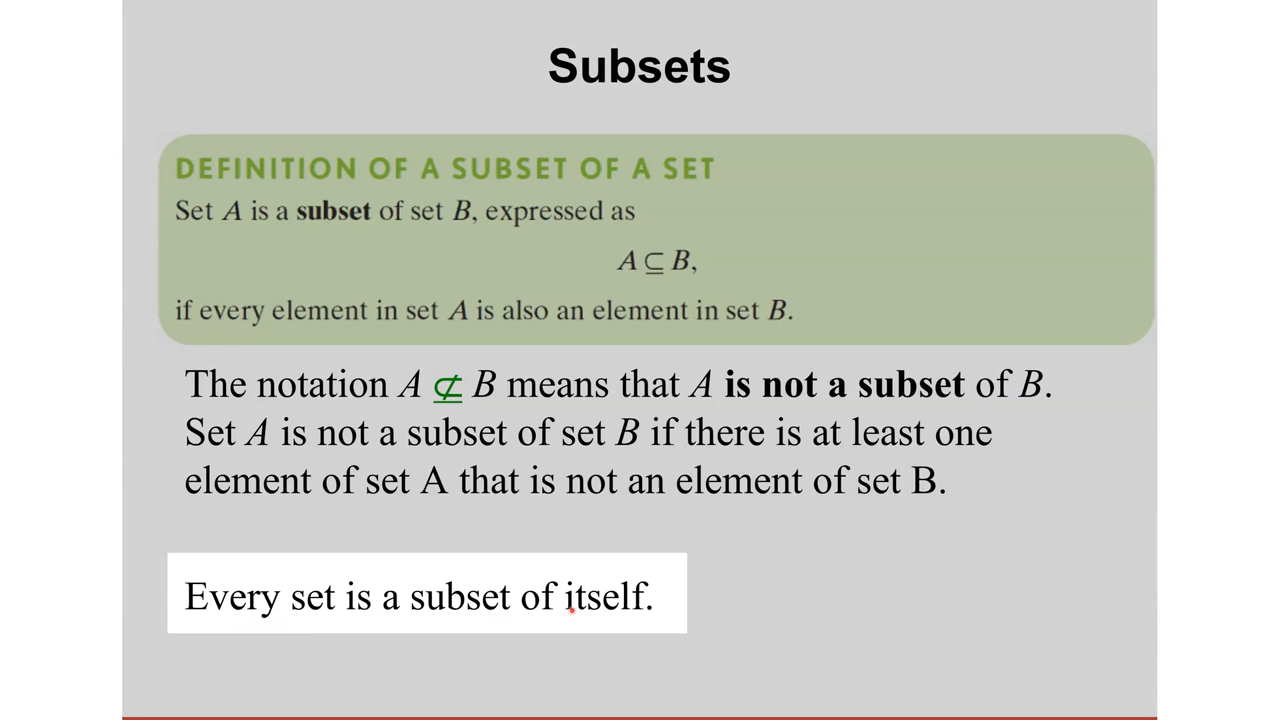 Subsets
DEFINITION OF A SUBSET OF A SET
Set A is a subset of set B, expressed as
A ⊆ B,
if every element in set A is also an element in set B.
The notation A ⊄ B means that A is not a subset of B.
Set A is not a subset of set B if there is at least one
element of set A that is not an element of set B.
Every set is a subset of itself.